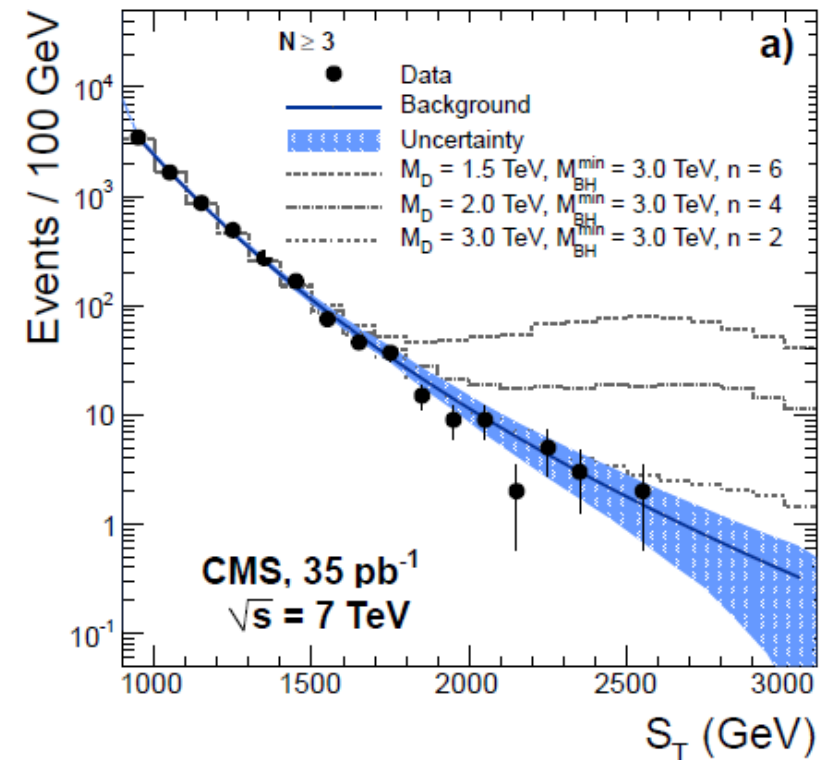 N ≥ 3
a)
Data
Background
Uncertainty
M_D = 1.5 TeV, M_BH^min = 3.0 TeV, n = 6
M_D = 2.0 TeV, M_BH^min = 3.0 TeV, n = 4
M_D = 3.0 TeV, M_BH^min = 3.0 TeV, n = 2
Events / 100 GeV
10^4
10^3
10^2
10
1
10^-1
CMS, 35 pb^-1
√s = 7 TeV
1000 1500 2000 2500 3000
S_T (GeV)